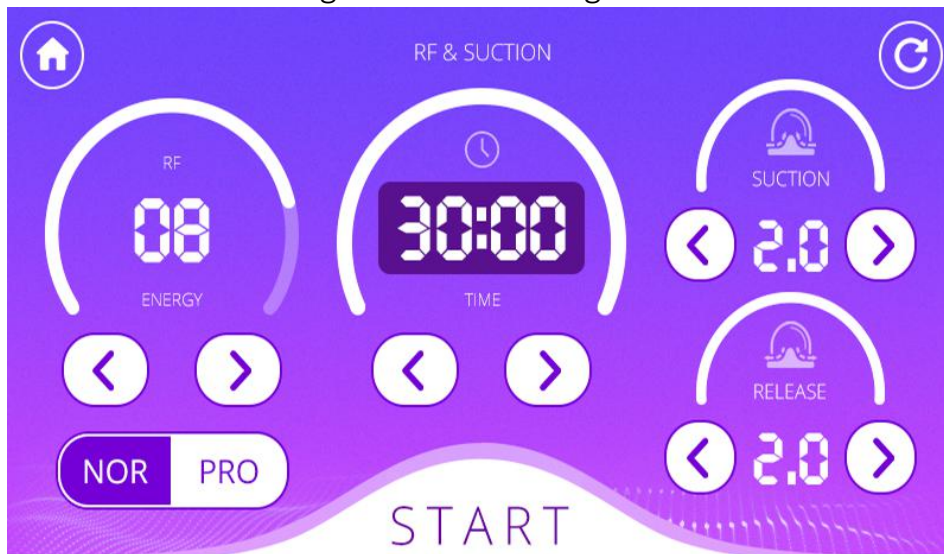 RF & SUCTION
RF
08
ENERGY
30:00
TIME
SUCTION
2.0
RELEASE
2.0
NOR PRO
START